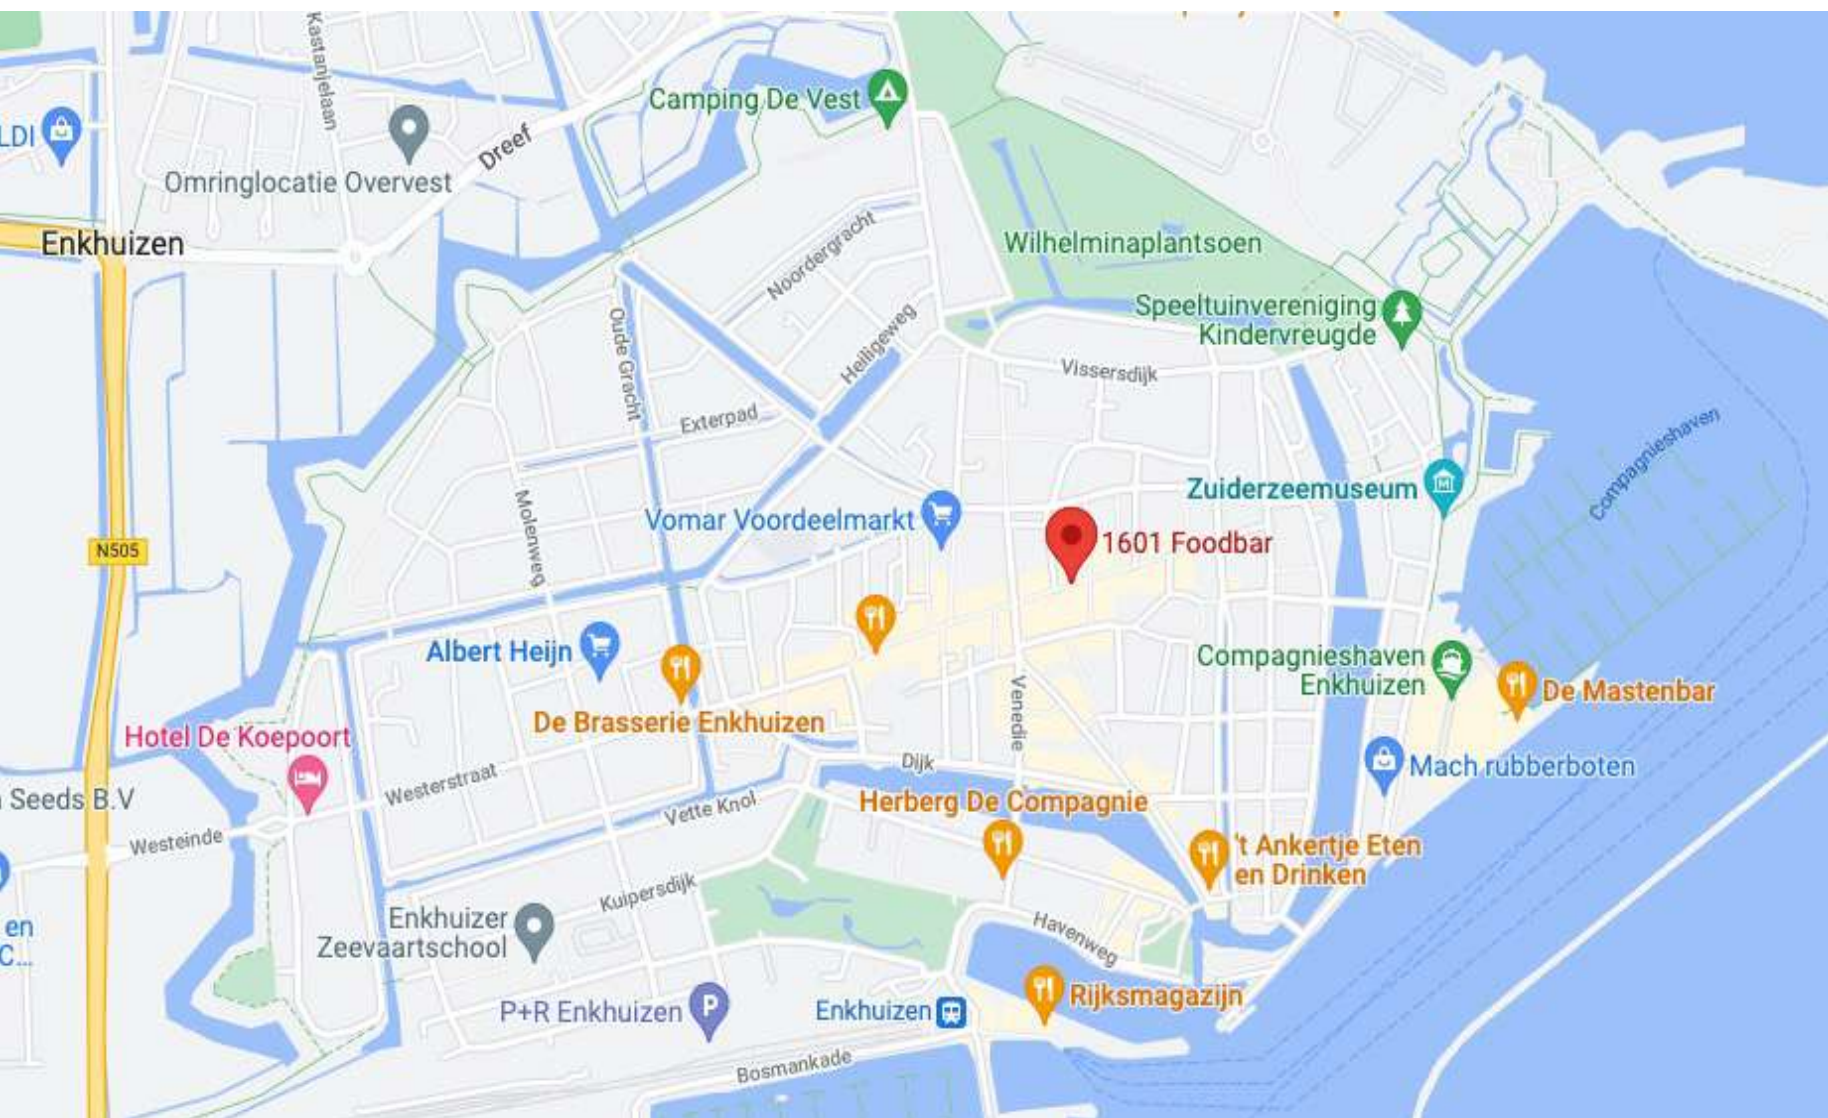 Kastanjelaan
Camping De Vest
LDI
Dreef
Omringlocatie Overvest
Enkhuizen
Noordergracht
Wilhelminaplantsoen
Speeltuinvereniging
Kindervreugde
Oude Gracht
Heiligeweg
Vissersdijk
Exterpad
Compagnieshaven
Zuiderzeemuseum
Molenweg
Vomar Voordeelmarkt
1601 Foodbar
N505
Albert Heijn
Compagnieshaven
Enkhuizen
De Mastenbar
Venedie
De Brasserie Enkhuizen
Hotel De Koepoort
Dijk
Mach rubberboten
Westerstraat
Seeds B.V
Vette Knol
Herberg De Compagnie
Westeinde
't Ankertje Eten
en Drinken
Kuipersdijk
Enkhuizer
Zeevaartschool
en
C...
Havenweg
Rijksmagazijn
P+R Enkhuizen
P
Enkhuizen
Bosmankade